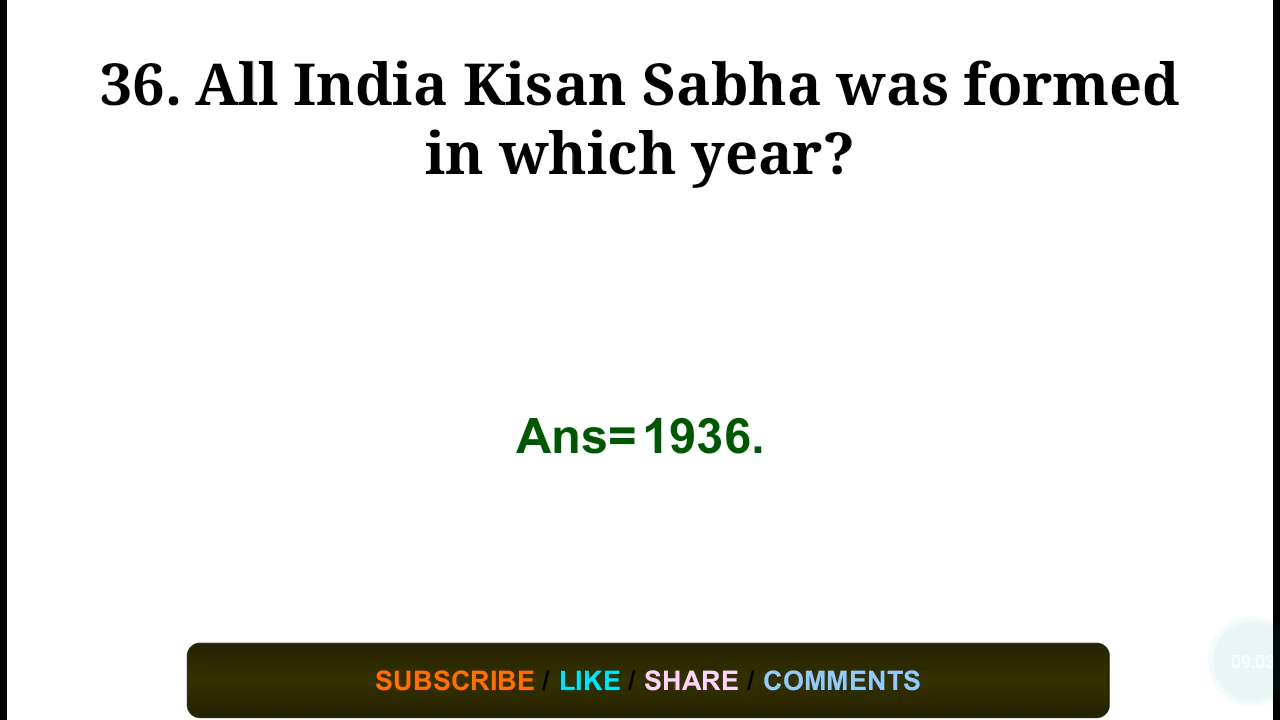 36. All India Kisan Sabha was formed
in which year?
Ans= 1936.
SUBSCRIBE / LIKE / SHARE / COMMENTS